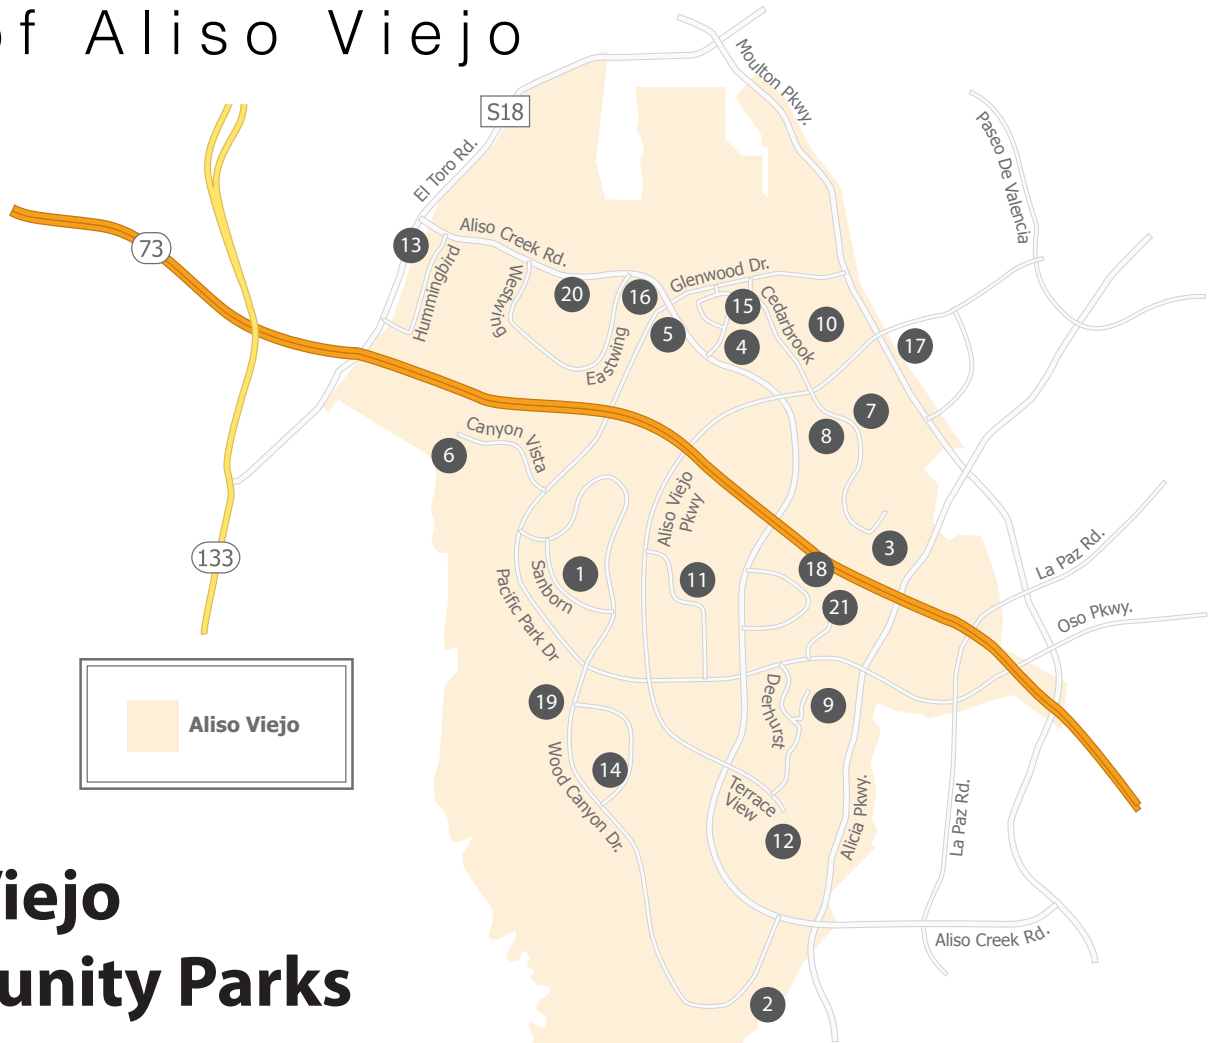 of Aliso Viejo
Moulton Pkwy.
S18
Paseo De Valencia
El Toro Rd.
Aliso Creek Rd.
73
13
Hummingbird
Westwing
20
16
Glenwood Dr.
15
Cedarbrook
10
5
4
17
Eastwing
7
8
Canyon
Vista
6
Aliso Viejo
Pkwy
133
3
La Paz Rd.
18
1
11
Sanborn
Pacific Park Dr
21
Oso Pkwy.
19
Deerhurst
9
Aliso Viejo
14
Wood Canyon Dr.
Terrace
View
12
Alicia Pkwy.
La Paz Rd.
Viejo
Aliso Creek Rd.
unity Parks
2